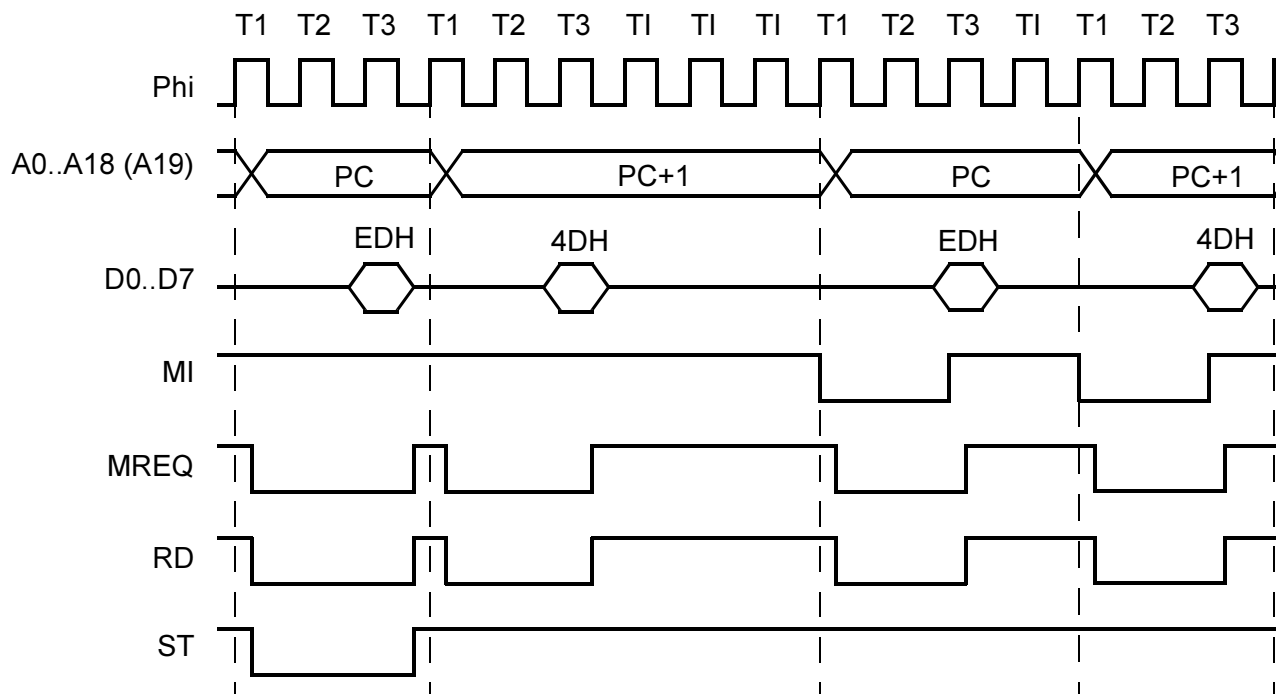 T1 T2 T3 T1 T2 T3 TI TI TI T1 T2 T3 TI T1 T2 T3
Phi
A0..A18 (A19) PC PC+1 PC PC+1
EDH 4DH EDH 4DH
D0..D7
MI
MREQ
RD
ST